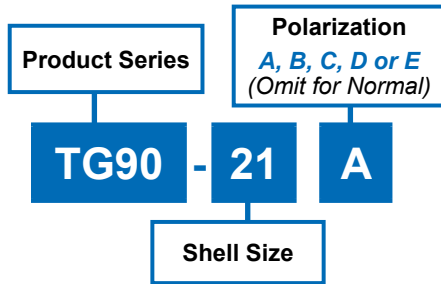 Polarization
A, B, C, D or E
(Omit for Normal)
Product Series
TG90 - 21 A
Shell Size